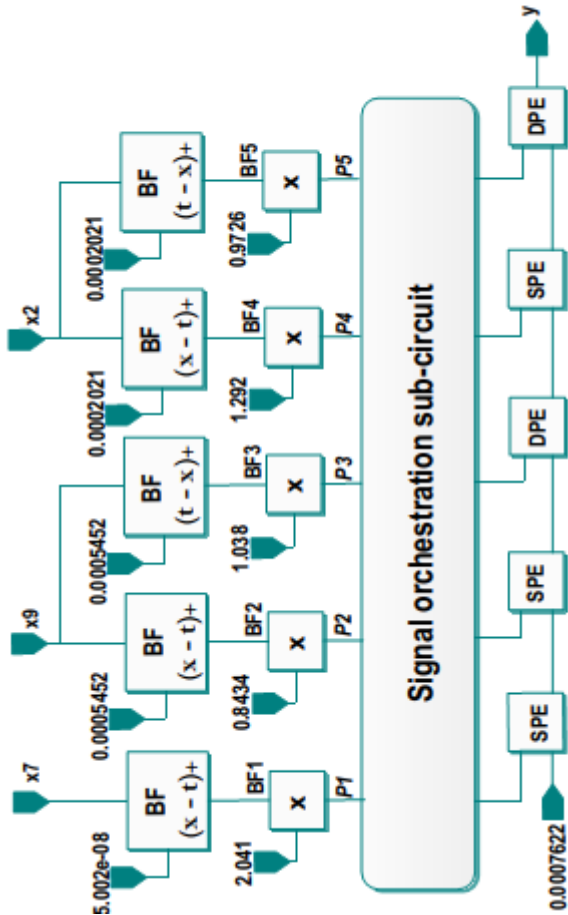 x7
x9
x2
5.002e-08
0.0005452
0.0005452
0.0002021
0.0002021
BF
(x − t)+
BF
(x − t)+
BF
(t − x)+
BF
(x − t)+
BF
(t − x)+
BF1
BF2
BF3
BF4
BF5
2.041
0.8434
1.038
1.292
0.9726
x
x
x
x
x
P1
P2
P3
P4
P5
Signal orchestration sub-circuit
SPE
SPE
DPE
SPE
DPE
0.0007622
y